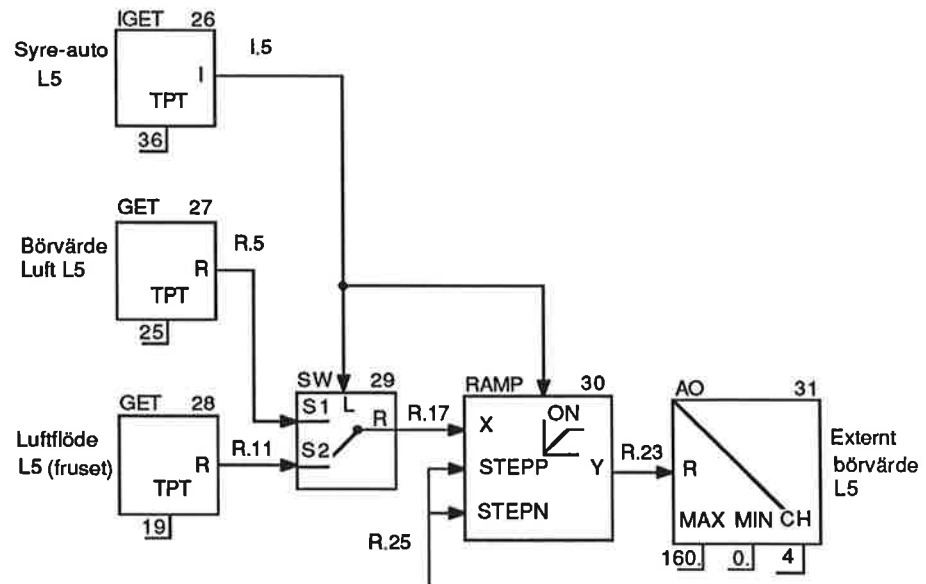 IGET 26
Syre-auto
L5
I
TPT
36
I.5
GET 27
Börvärde
Luft L5
R
TPT
25
R.5
GET 28
Luftflöde
L5 (fruset)
R
TPT
19
R.11
SW 29
L
S1
S2
R
R.17
RAMP 30
ON
X
STEPP
STEPN
Y
R.25
R.23
AO 31
R
MAX MIN CH
160. 0. 4
Externt
börvärde
L5